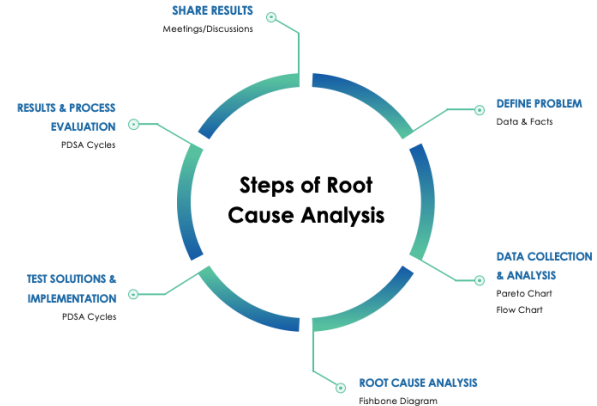 SHARE RESULTS
Meetings/Discussions
DEFINE PROBLEM
Data & Facts
RESULTS & PROCESS
EVALUATION
PDSA Cycles
Steps of Root
Cause Analysis
DATA COLLECTION
& ANALYSIS
Pareto Chart
Flow Chart
TEST SOLUTIONS &
IMPLEMENTATION
PDSA Cycles
ROOT CAUSE ANALYSIS
Fishbone Diagram